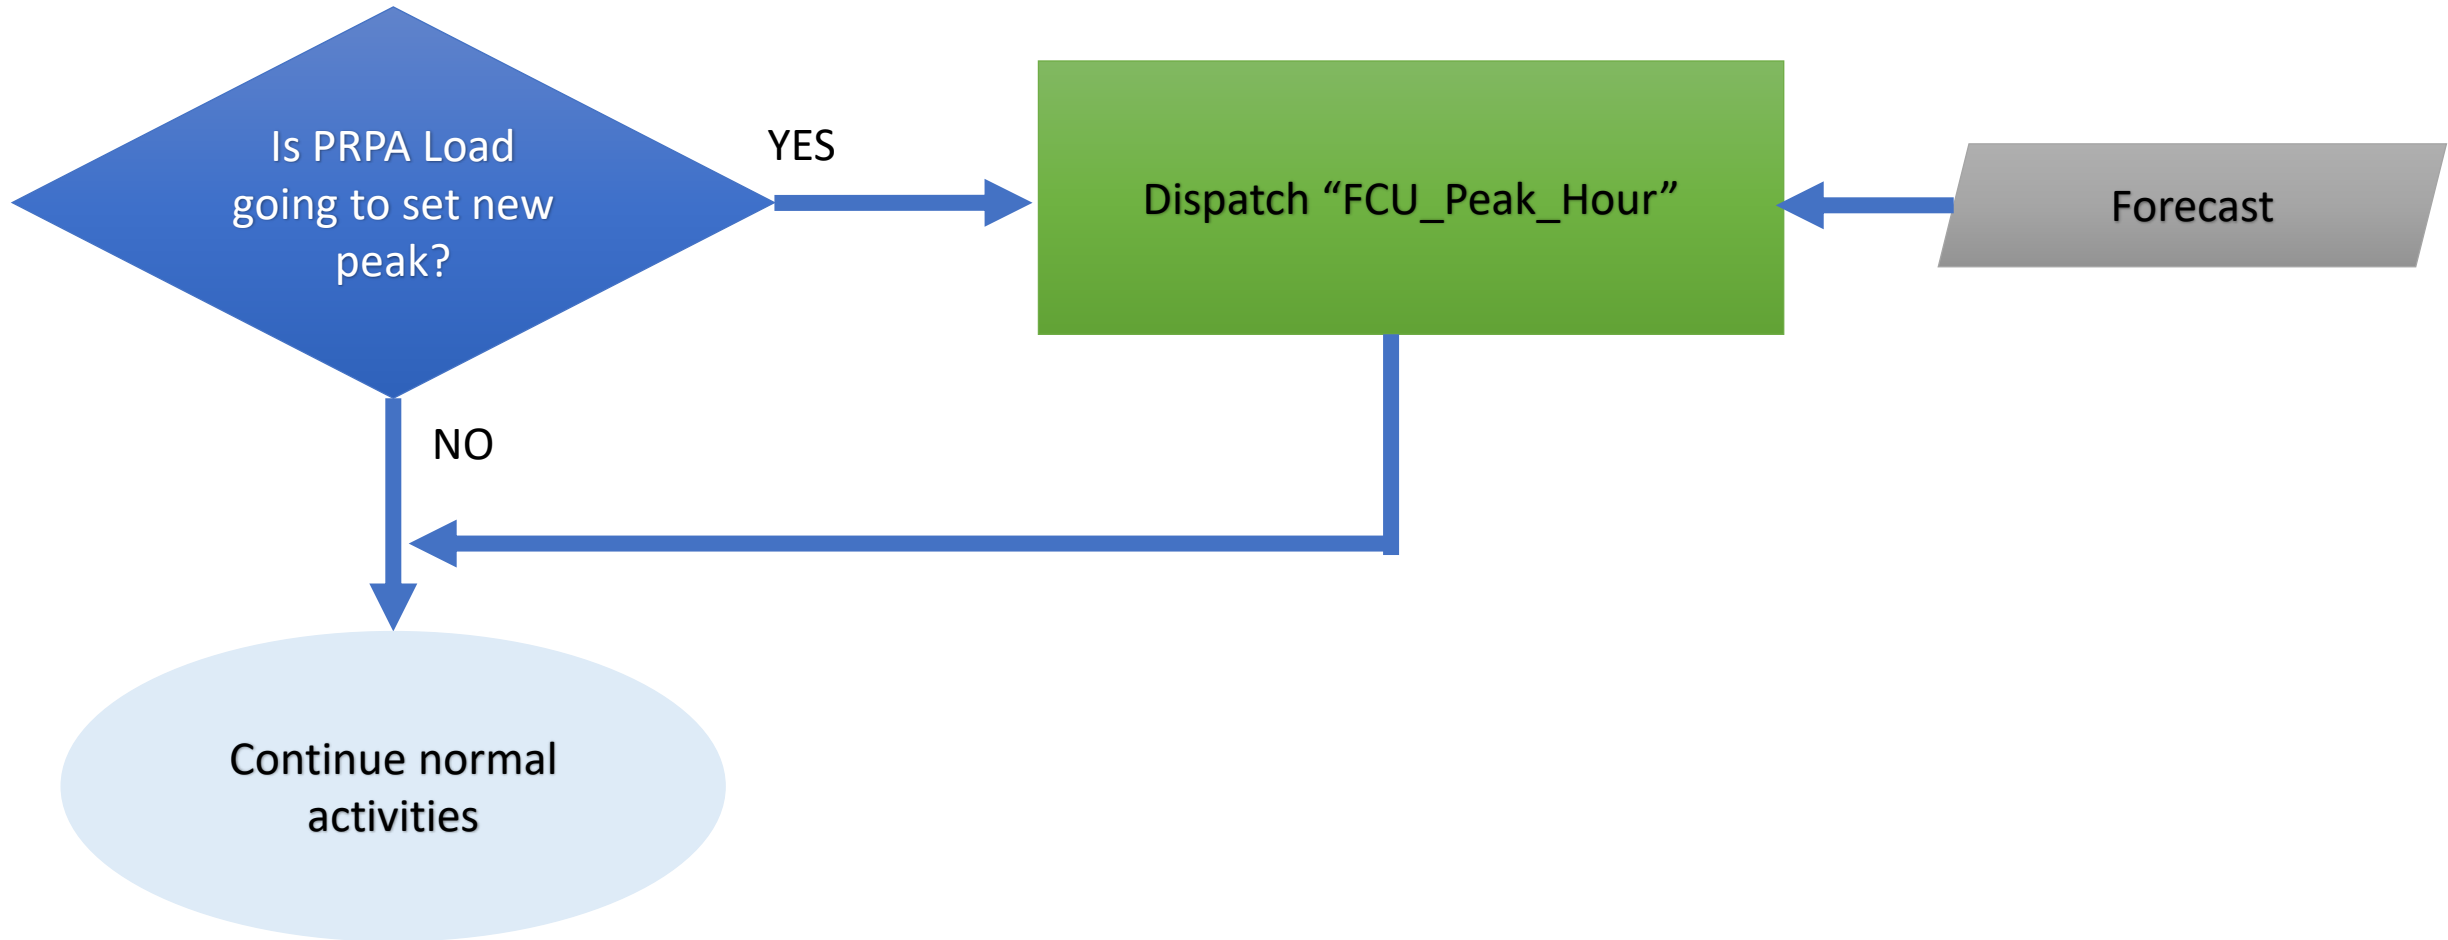 Is PRPA Load
going to set new
peak?
YES
Dispatch “FCU_Peak_Hour”
Forecast
NO
Continue normal
activities